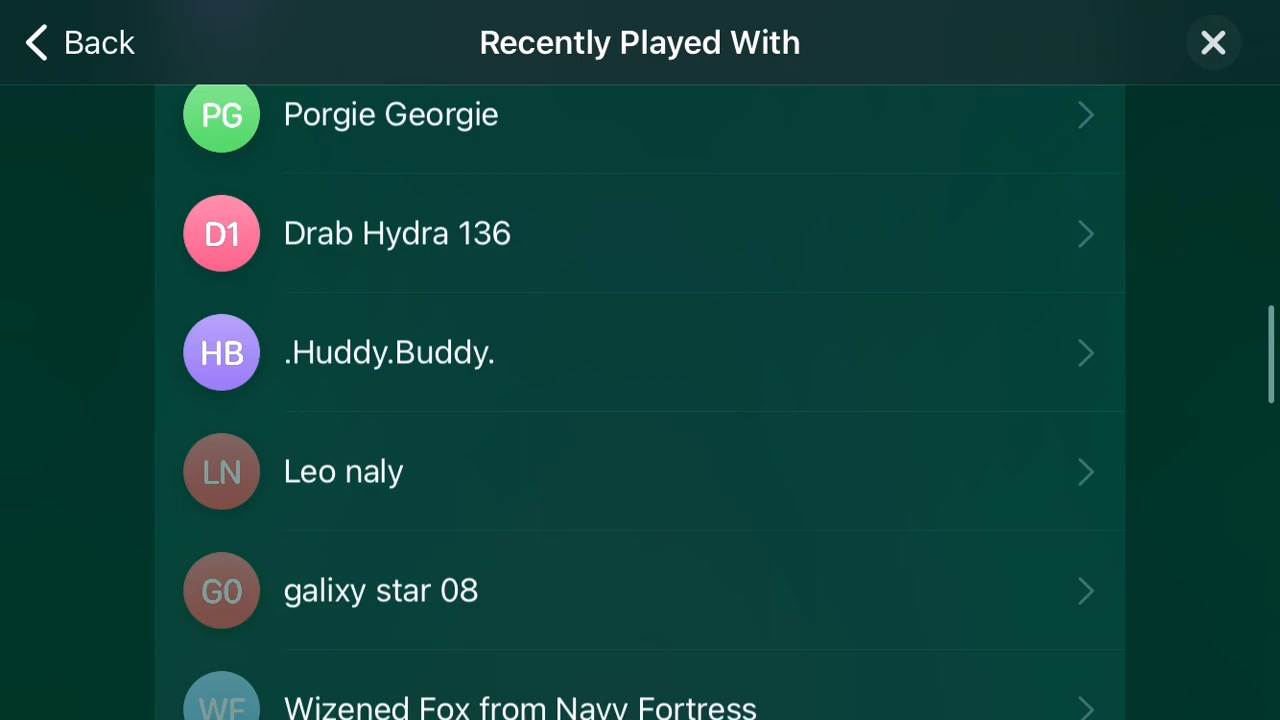 Back
Recently Played With
PG Porgie Georgie
D1 Drab Hydra 136
HB .Huddy.Buddy.
LN Leo naly
G0 galixy star 08
WF Wizened Fox from Navy Fortress